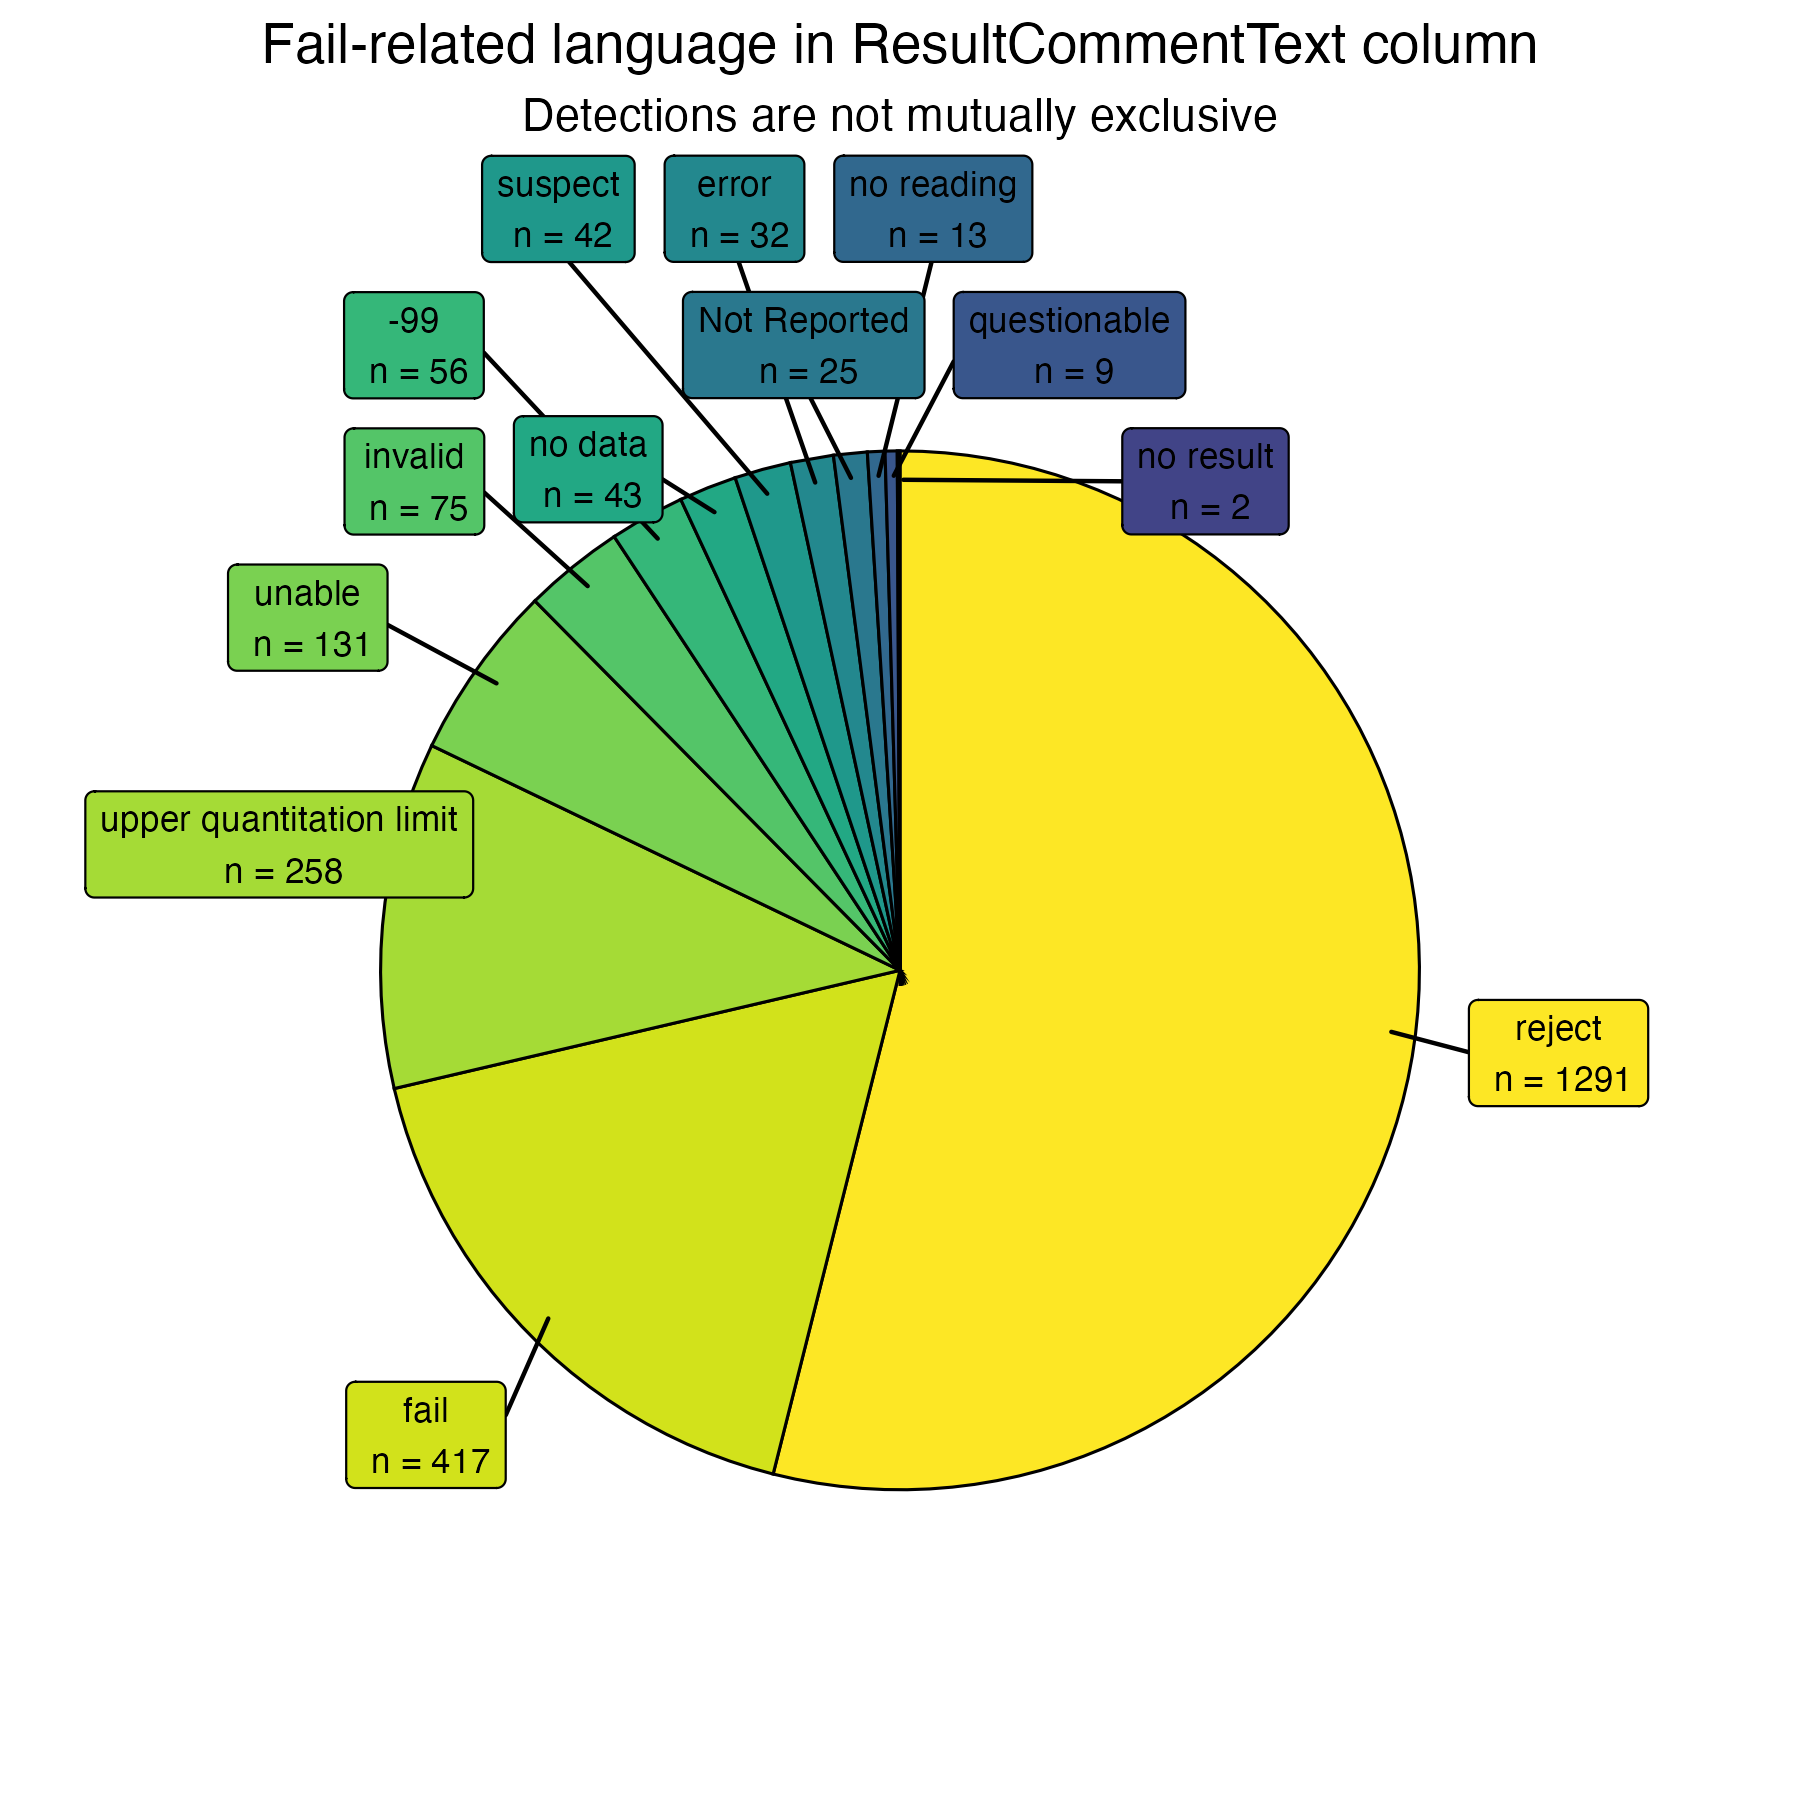 Fail-related language in ResultCommentText column
Detections are not mutually exclusive
suspect
n = 42
error
n = 32
no reading
n = 13
-99
n = 56
Not Reported
n = 25
questionable
n = 9
no data
n = 43
invalid
n = 75
no result
n = 2
unable
n = 131
upper quantitation limit
n = 258
reject
n = 1291
fail
n = 417